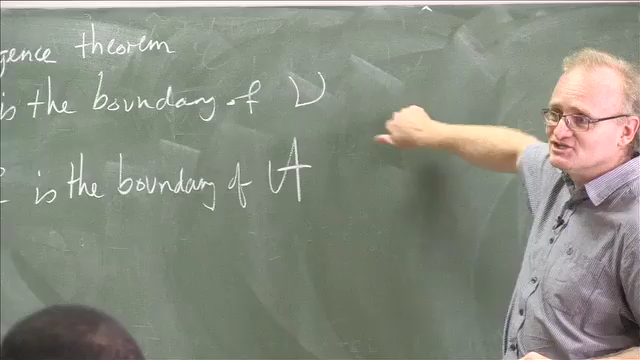 gence theorem
is the boundary of V
is the boundary of A